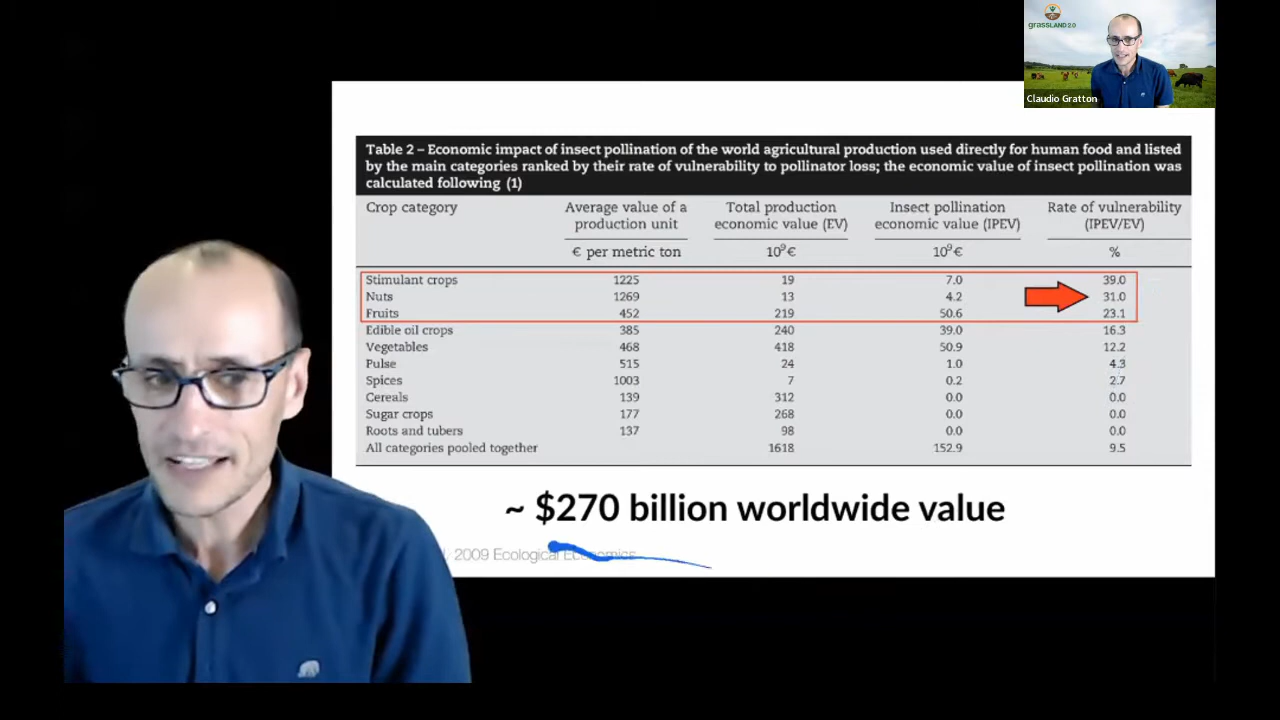 grassland 2.0
Claudio Gratton
Table 2 – Economic impact of insect pollination of the world agricultural production used directly for human food and listed
by the main categories ranked by their rate of vulnerability to pollinator loss; the economic value of insect pollination was
calculated following (1)
Crop category Average value of a production unit Total production economic value (EV) Insect pollination economic value (IPEV) Rate of vulnerability (IPEV/EV)
€ per metric ton 10⁹€ 10⁹€ %
Stimulant crops 1225 19 7.0 39.0
Nuts 1269 13 4.2 31.0
Fruits 452 219 50.6 23.1
Edible oil crops 385 240 39.0 16.3
Vegetables 468 418 50.9 12.2
Pulse 515 24 1.0 4.3
Spices 1003 7 0.2 2.7
Cereals 139 312 0.0 0.0
Sugar crops 177 268 0.0 0.0
Roots and tubers 137 98 0.0 0.0
All categories pooled together 1618 152.9 9.5
~ $270 billion worldwide value
2009 Ecological Economics